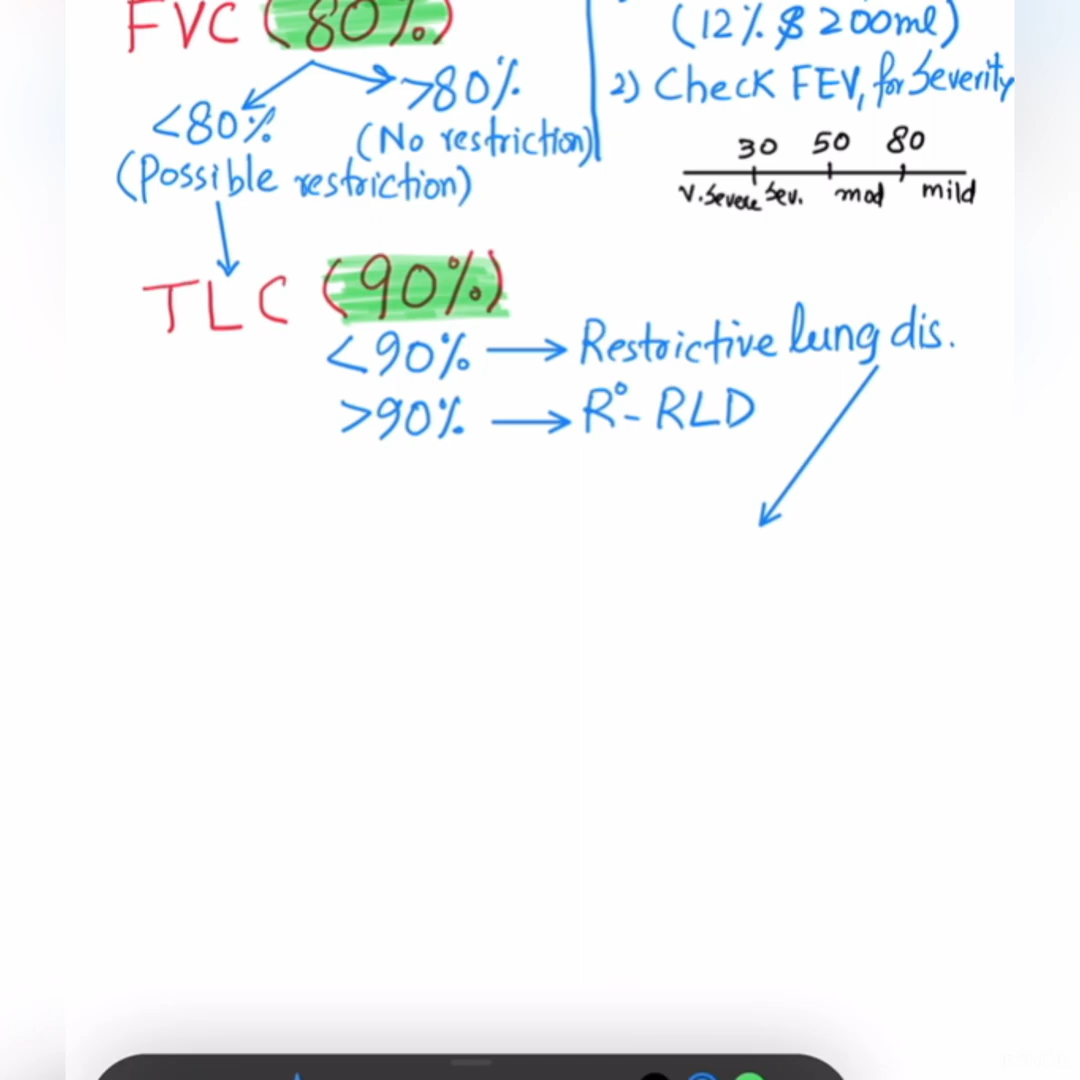 FVC (80%)
<80%
>80%
(No restriction)
(Possible restriction)
TLC (90%)
<90% → Restrictive lung dis.
>90% → R°- RLD
(12% $ 200ml)
2) Check FEV, for Severity
30 50 80
V. Severe Sev. mod mild